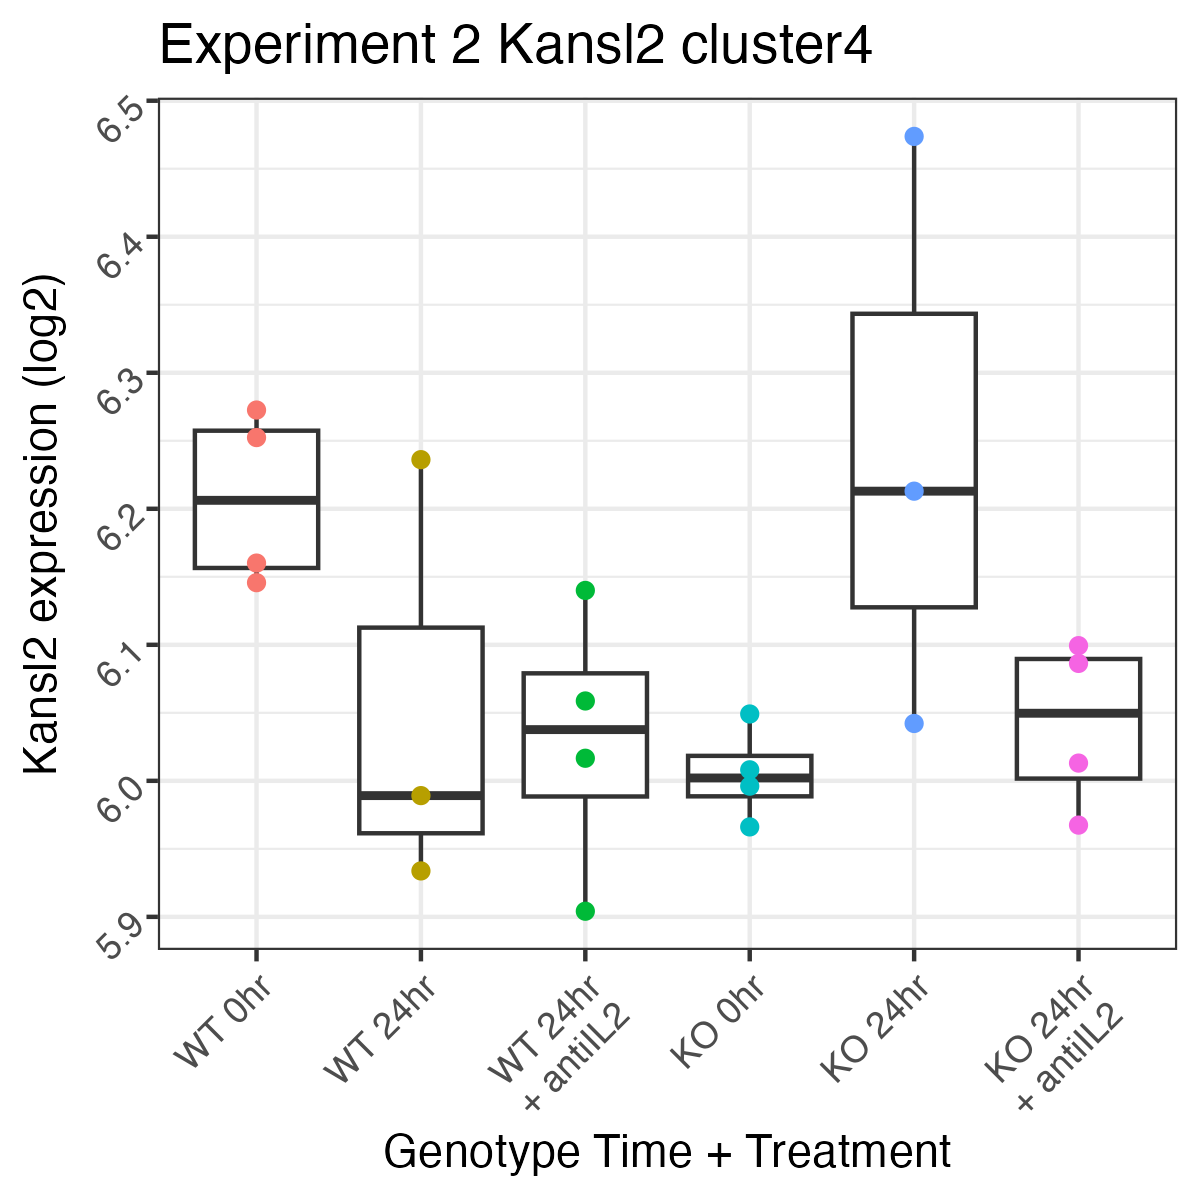 Experiment 2 Kansl2 cluster4
Kansl2 expression (log2)
6.5
6.4
6.3
6.2
6.1
6.0
5.9
WT 0hr
WT 24hr
WT 24hr
+ antiIL2
KO 0hr
KO 24hr
KO 24hr
+ antiIL2
Genotype Time + Treatment